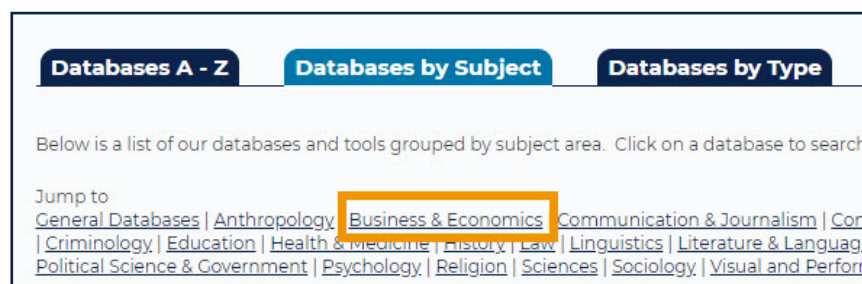 Databases A - Z Databases by Subject Databases by Type
Below is a list of our databases and tools grouped by subject area. Click on a database to search
Jump to
General Databases | Anthropology | Business & Economics | Communication & Journalism |
| Criminology | Education | Health & Medicine | History | Law | Linguistics | Literature &
Political Science & Government | Psychology | Religion | Sciences | Sociology | Visual and